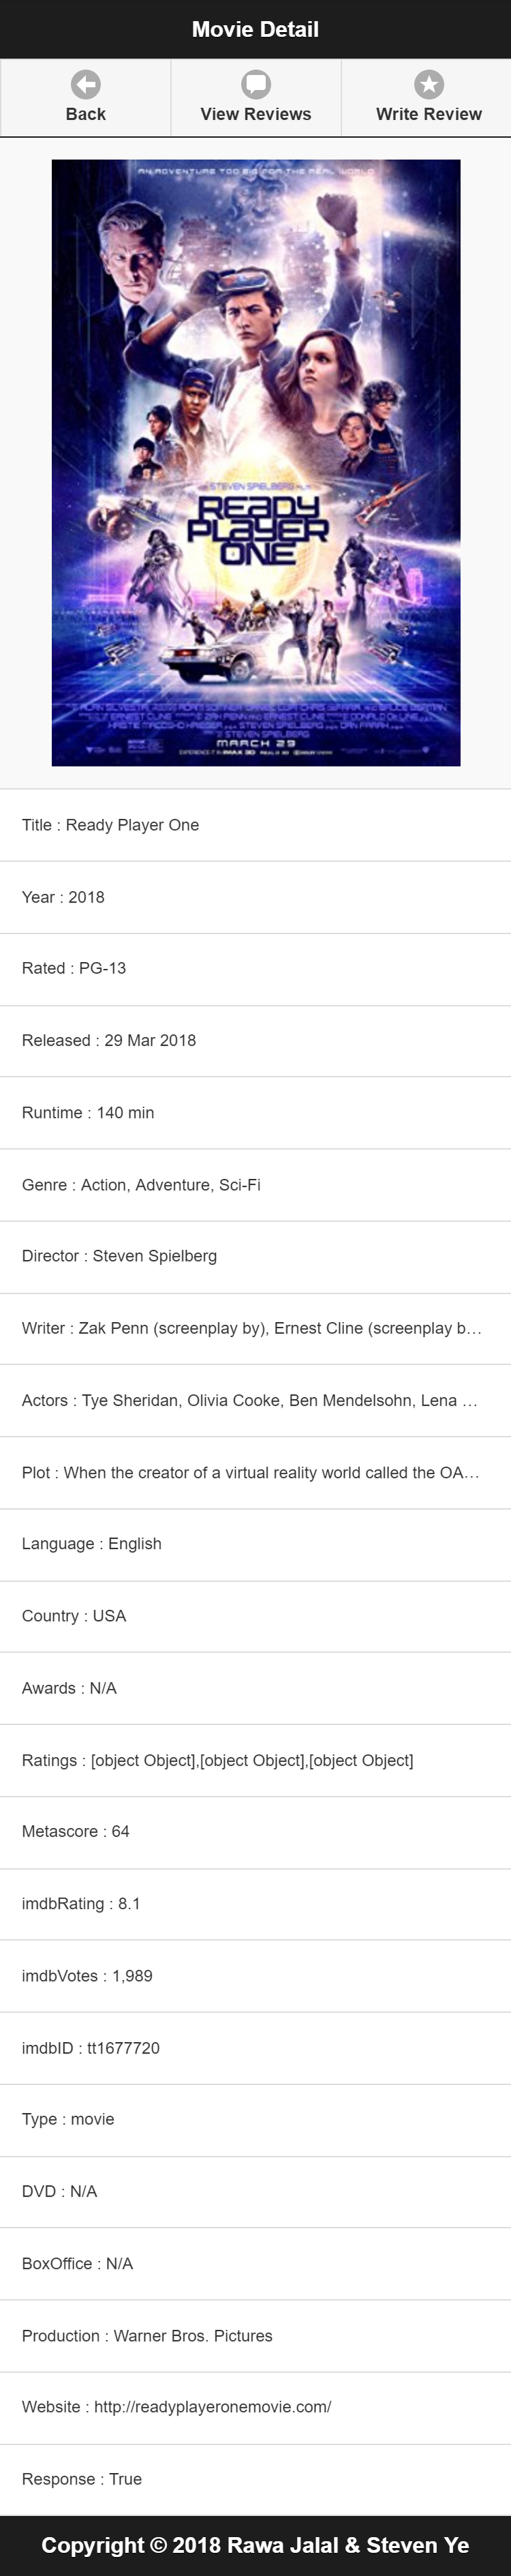 Movie Detail
Back
View Reviews
Write Review
AN ADVENTURE TOO BIG FOR THE REAL WORLD
STEVEN SPIELBERG
READY
PLAYER
ONE
STEVEN SPIELBERG
MARCH 29
Title : Ready Player One
Year : 2018
Rated : PG-13
Released : 29 Mar 2018
Runtime : 140 min
Genre : Action, Adventure, Sci-Fi
Director : Steven Spielberg
Writer : Zak Penn (screenplay by), Ernest Cline (screenplay b…
Actors : Tye Sheridan, Olivia Cooke, Ben Mendelsohn, Lena …
Plot : When the creator of a virtual reality world called the OA…
Language : English
Country : USA
Awards : N/A
Ratings : [object Object],[object Object],[object Object]
Metascore : 64
imdbRating : 8.1
imdbVotes : 1,989
imdbID : tt1677720
Type : movie
DVD : N/A
BoxOffice : N/A
Production : Warner Bros. Pictures
Website : http://readyplayeronemovie.com/
Response : True
Copyright © 2018 Rawa Jalal & Steven Ye